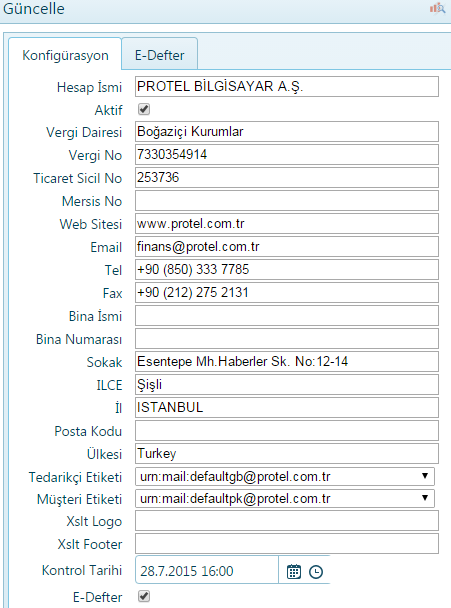 Güncelle
Konfigürasyon E-Defter
Hesap İsmi PROTEL BİLGİSAYAR A.Ş.
Aktif
Vergi Dairesi Boğaziçi Kurumlar
Vergi No 7330354914
Ticaret Sicil No 253736
Mersis No
Web Sitesi www.protel.com.tr
Email finans@protel.com.tr
Tel +90 (850) 333 7785
Fax +90 (212) 275 2131
Bina İsmi
Bina Numarası
Sokak Esentepe Mh.Haberler Sk. No:12-14
ILCE Şişli
İl ISTANBUL
Posta Kodu
Ülkesi Turkey
Tedarikçi Etiketi urn:mail:defaultgb@protel.com.tr
Müşteri Etiketi urn:mail:defaultpk@protel.com.tr
Xslt Logo
Xslt Footer
Kontrol Tarihi 28.7.2015 16:00
E-Defter